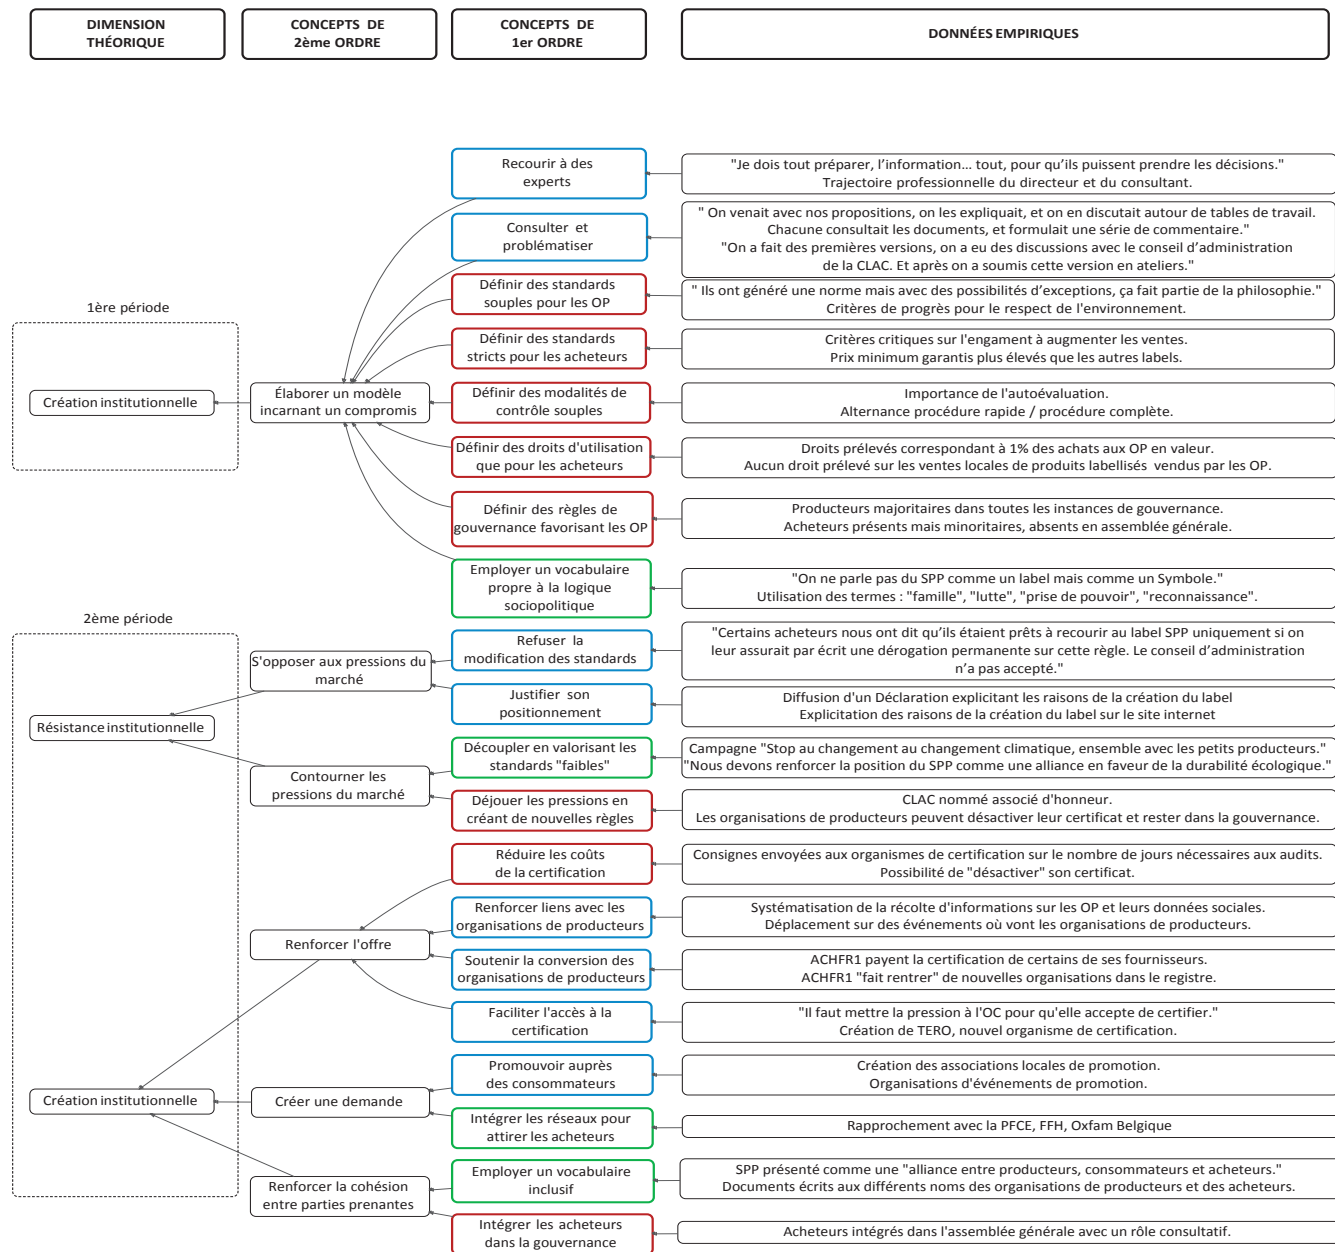 DIMENSION
THÉORIQUE
CONCEPTS DE
2ème ORDRE
CONCEPTS DE
1er ORDRE
DONNÉES EMPIRIQUES
1ère période
Création institutionnelle
Élaborer un modèle
incarnant un compromis
Recourir à des
experts
"Je dois tout préparer, l'information… tout, pour qu'ils puissent prendre les décisions."
Trajectoire professionnelle du directeur et du consultant.
Consulter et
problématiser
" On venait avec nos propositions, on les expliquait, et on en discutait autour de tables de travail.
Chacune consultait les documents, et formulait une série de commentaire."
"On a fait des premières versions, on a eu des discussions avec le conseil d'administration
de la CLAC. Et après on a soumis cette version en ateliers."
Définir des standards
souples pour les OP
" Ils ont généré une norme mais avec des possibilités d'exceptions, ça fait partie de la philosophie."
Critères de progrès pour le respect de l'environnement.
Définir des standards
stricts pour les acheteurs
Critères critiques sur l'engament à augmenter les ventes.
Prix minimum garantis plus élevés que les autres labels.
Définir des modalités de
contrôle souples
Importance de l'autoévaluation.
Alternance procédure rapide / procédure complète.
Définir des droits d'utilisation
que pour les acheteurs
Droits prélevés correspondant à 1% des achats aux OP en valeur.
Aucun droit prélevé sur les ventes locales de produits labellisés vendus par les OP.
Définir des règles de
gouvernance favorisant les OP
Producteurs majoritaires dans toutes les instances de gouvernance.
Acheteurs présents mais minoritaires, absents en assemblée générale.
Employer un vocabulaire
propre à la logique
sociopolitique
"On ne parle pas du SPP comme un label mais comme un Symbole."
Utilisation des termes : "famille", "lutte", "prise de pouvoir", "reconnaissance".
2ème période
Résistance institutionnelle
S'opposer aux pressions du
marché
Refuser la
modification des standards
"Certains acheteurs nous ont dit qu'ils étaient prêts à recourir au label SPP uniquement si on
leur assurait par écrit une dérogation permanente sur cette règle. Le conseil d'administration
n'a pas accepté."
Justifier son
positionnement
Diffusion d'un Déclaration explicitant les raisons de la création du label
Explicitation des raisons de la création du label sur le site internet
Contourner les
pressions du marché
Découpler en valorisant les
standards "faibles"
Campagne "Stop au changement au changement climatique, ensemble avec les petits producteurs."
"Nous devons renforcer la position du SPP comme une alliance en faveur de la durabilité écologique."
Déjouer les pressions en
créant de nouvelles règles
CLAC nommé associé d'honneur.
Les organisations de producteurs peuvent désactiver leur certificat et rester dans la gouvernance.
Création institutionnelle
Renforcer l'offre
Réduire les coûts
de la certification
Consignes envoyées aux organismes de certification sur le nombre de jours nécessaires aux audits.
Possibilité de "désactiver" son certificat.
Renforcer liens avec les
organisations de producteurs
Systématisation de la récolte d'informations sur les OP et leurs données sociales.
Déplacement sur des événements où vont les organisations de producteurs.
Soutenir la conversion des
organisations de producteurs
ACHFR1 payent la certification de certains de ses fournisseurs.
ACHFR1 "fait rentrer" de nouvelles organisations dans le registre.
Faciliter l'accès à la
certification
"Il faut mettre la pression à l'OC pour qu'elle accepte de certifier."
Création de TERO, nouvel organisme de certification.
Créer une demande
Promouvoir auprès
des consommateurs
Création des associations locales de promotion.
Organisations d'événements de promotion.
Intégrer les réseaux pour
attirer les acheteurs
Rapprochement avec la PFCE, FFH, Oxfam Belgique
Renforcer la cohésion
entre parties prenantes
Employer un vocabulaire
inclusif
SPP présenté comme une "alliance entre producteurs, consommateurs et acheteurs."
Documents écrits aux différents noms des organisations de producteurs et des acheteurs.
Intégrer les acheteurs
dans la gouvernance
Acheteurs intégrés dans l'assemblée générale avec un rôle consultatif.